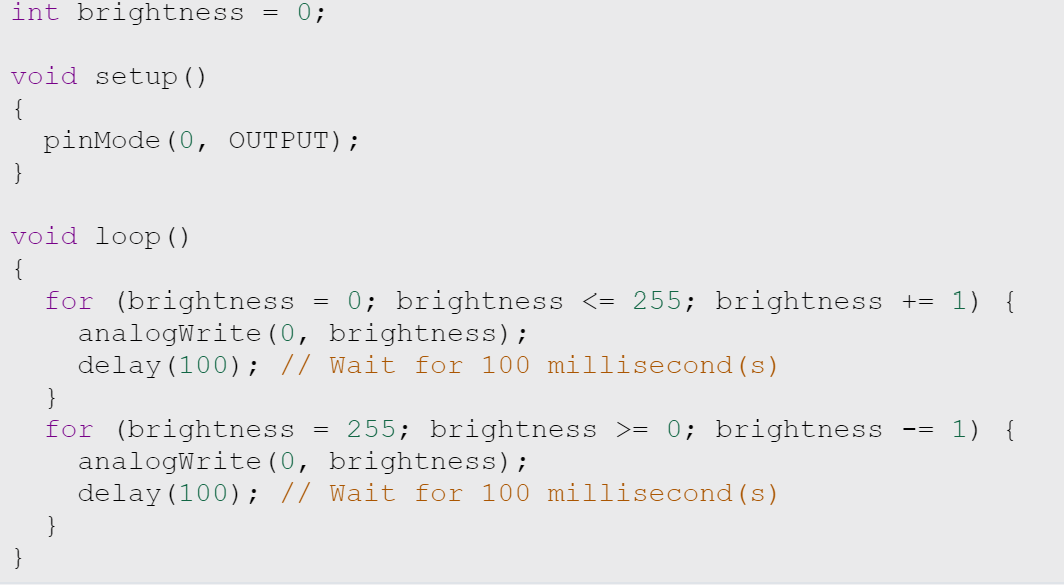 int brightness = 0;
void setup()
{
pinMode(0, OUTPUT);
}
void loop()
{
for (brightness = 0; brightness <= 255; brightness += 1) {
analogWrite(0, brightness);
delay(100); // Wait for 100 millisecond(s)
}
for (brightness = 255; brightness >= 0; brightness -= 1) {
analogWrite(0, brightness);
delay(100); // Wait for 100 millisecond(s)
}
}